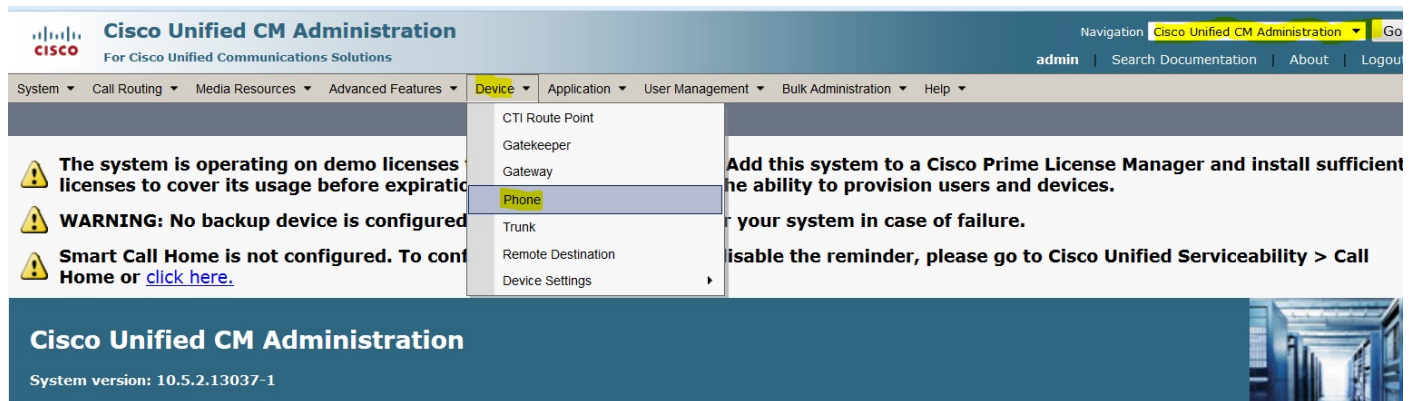 Cisco Unified CM Administration
Navigation Cisco Unified CM Administration Go
CISCO
For Cisco Unified Communications Solutions
admin | Search Documentation | About | Logout
System Call Routing Media Resources Advanced Features Device Application User Management Bulk Administration Help
CTI Route Point
Gatekeeper
Gateway
Phone
Trunk
Remote Destination
Device Settings
The system is operating on demo licenses Add this system to a Cisco Prime License Manager and install sufficient
licenses to cover its usage before the ability to provision users and devices.
WARNING: No backup device is configured your system in case of failure.
Smart Call Home is not configured. To the reminder, please go to Cisco Unified Serviceability > Call
Home or click here.
Cisco Unified CM Administration
System version: 10.5.2.13037-1